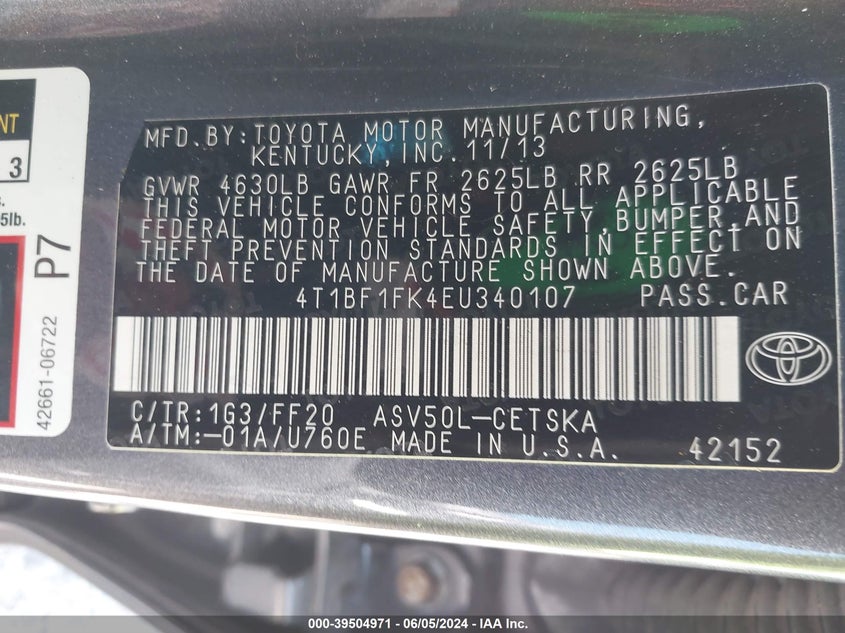 NT
3
s.
5lb.
P7
42661-06722
MFD.BY:TOYOTA MOTOR MANUFACTURING,
KENTUCKY, INC. 11/13
GVWR 4630LB GAWR FR 2625LB RR 2625LB
THIS VEHICLE CONFORMS TO ALL APPLICABLE
FEDERAL MOTOR VEHICLE SAFETY,BUMPER,AND
THEFT PREVENTION STANDARDS IN EFFECT ON
THE DATE OF MANUFACTURE SHOWN ABOVE.
4T1BF1FK4EU340107 PASS.CAR
C/TR:1G3/FF20 ASV50L-CETSKA
A/TM:-01A/U760E MADE IN U.S.A. 42152
000-39504971 - 06/05/2024 - IAA Inc.